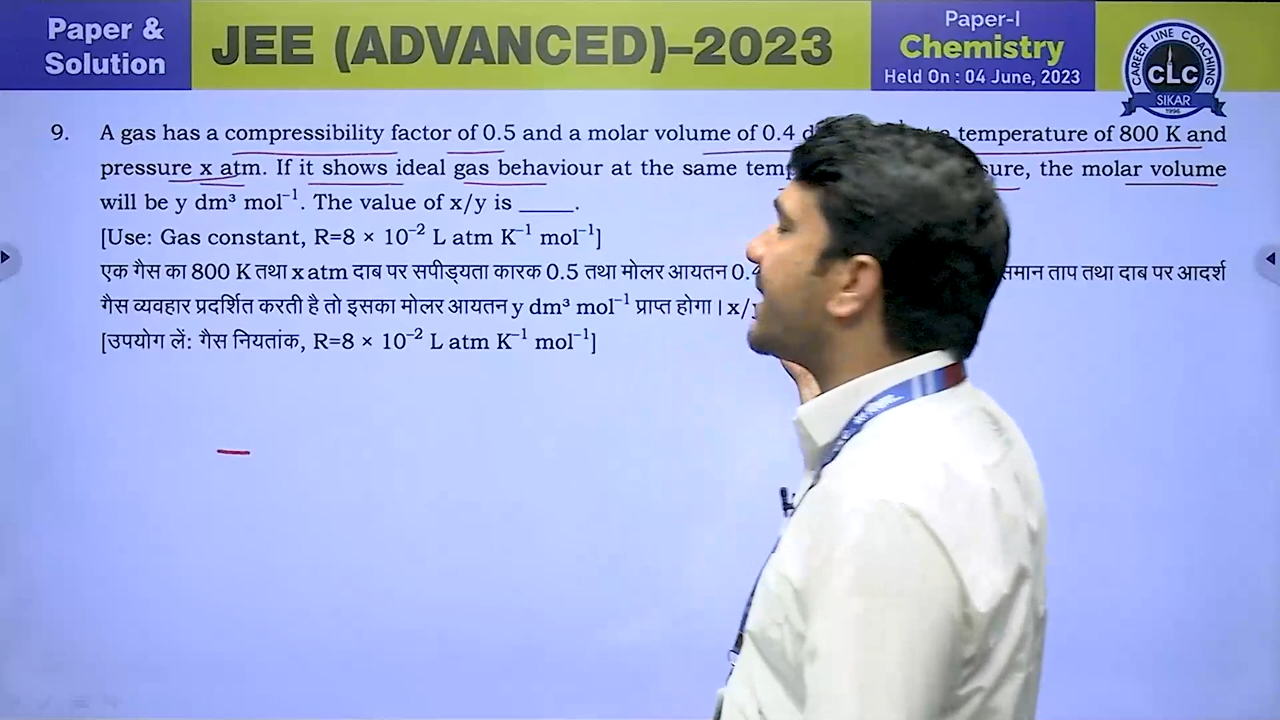 Paper &
Solution
JEE (ADVANCED)–2023
Paper-I
Chemistry
Held On : 04 June, 2023
CAREER LINE COACHING
CLC
SIKAR
1996
9. A gas has a compressibility factor of 0.5 and a molar volume of 0.4 temperature of 800 K and
pressure x atm. If it shows ideal gas behaviour at the same the molar volume
will be y dm³ mol⁻¹. The value of x/y is _____.
[Use: Gas constant, R=8 × 10⁻² L atm K⁻¹ mol⁻¹]
एक गैस का 800 K तथा x atm दाब पर सपीड्यता कारक 0.5 तथा मोलर आयतन समान ताप तथा दाब पर आदर्श
गैस व्यवहार प्रदर्शित करती है तो इसका मोलर आयतन y dm³ mol⁻¹ प्राप्त होगा।
[उपयोग लें: गैस नियतांक, R=8 × 10⁻² L atm K⁻¹ mol⁻¹]